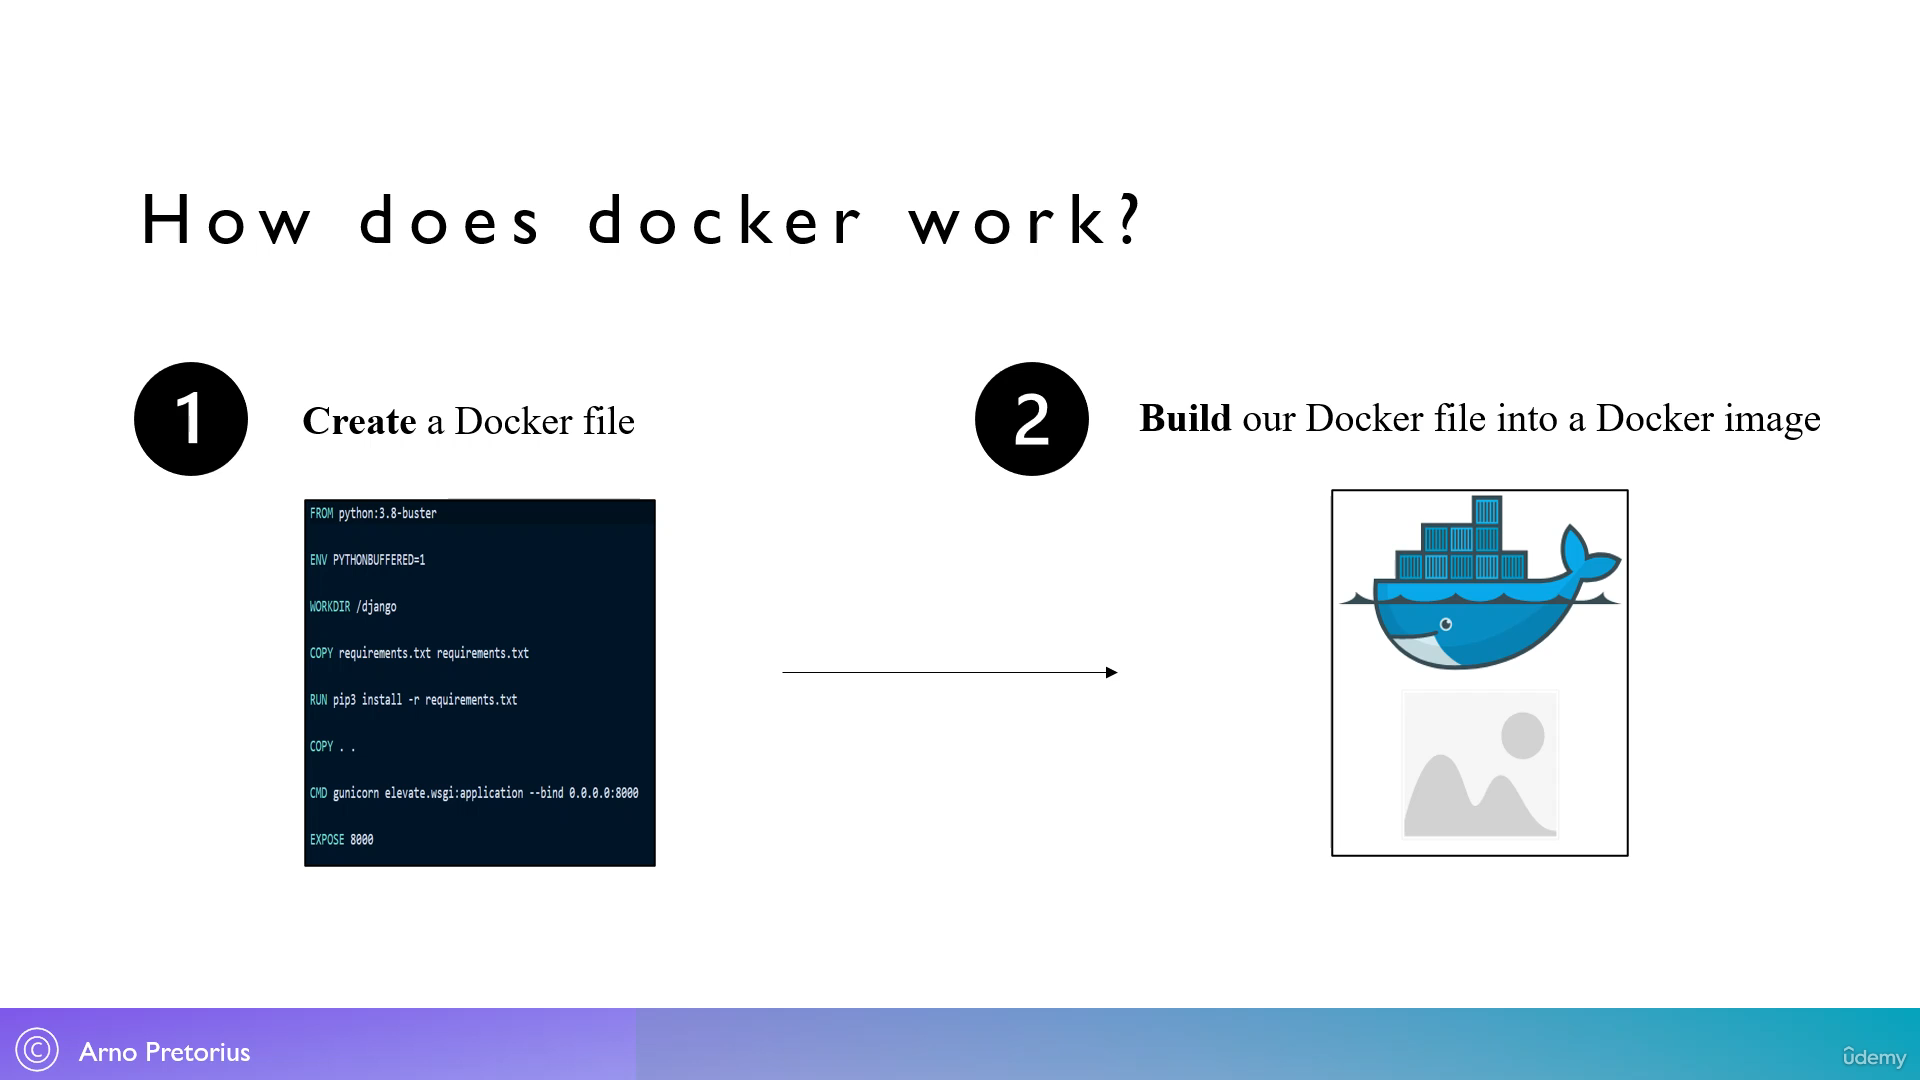 How does docker work?
1
Create a Docker file
2
Build our Docker file into a Docker image
FROM python:3.8-buster
ENV PYTHONBUFFERED=1
WORKDIR /django
COPY requirements.txt requirements.txt
RUN pip3 install -r requirements.txt
COPY . .
CMD gunicorn elevate.wsgi:application --bind 0.0.0.0:8000
EXPOSE 8000
© Arno Pretorius
ûdemy